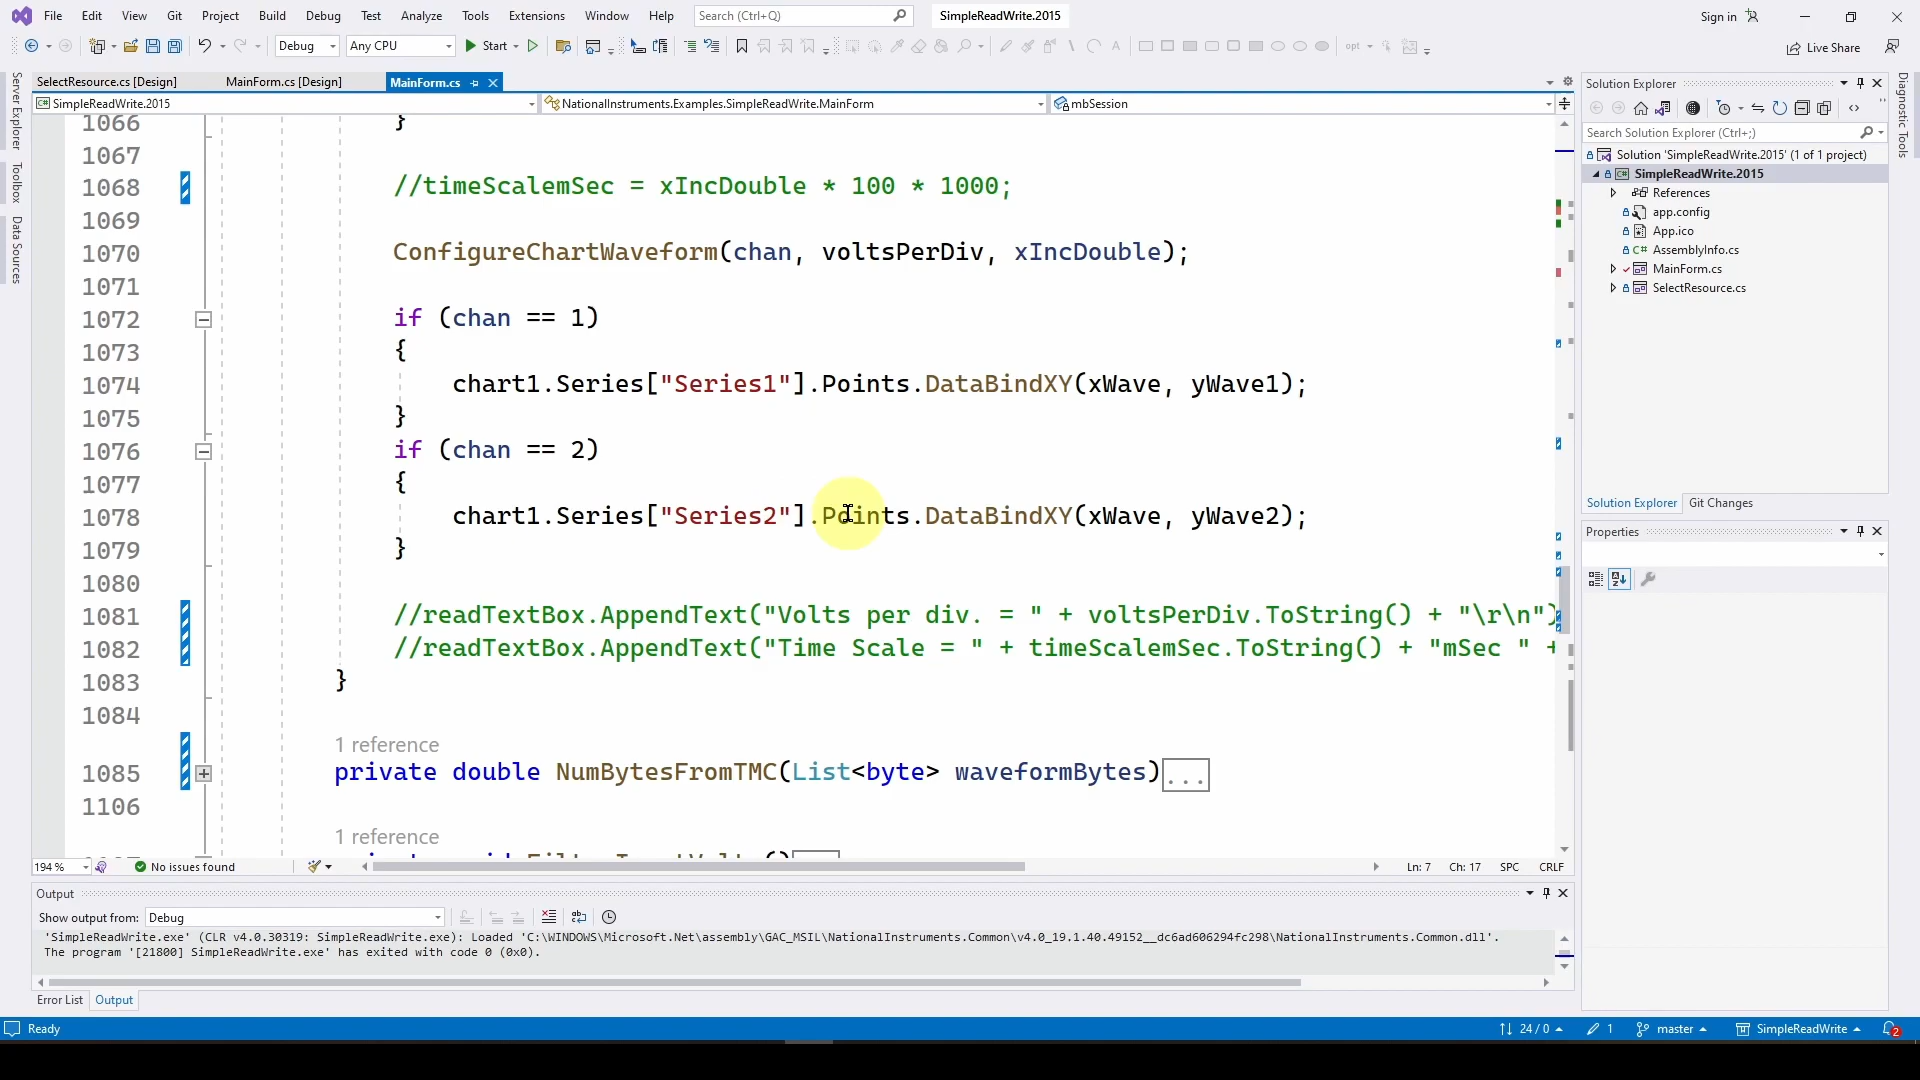 File Edit View Git Project Build Debug Test Analyze Tools Extensions Window Help Search (Ctrl+Q) SimpleReadWrite.2015 Sign in
Debug Any CPU Start opt Live Share
SelectResource.cs [Design] MainForm.cs [Design] MainForm.cs
SimpleReadWrite.2015 NationalInstruments.Examples.SimpleReadWrite.MainForm mbSession
Server Explorer
Toolbox
Data Sources
1066 }
1067
1068 //timeScalemSec = xIncDouble * 100 * 1000;
1069
1070 ConfigureChartWaveform(chan, voltsPerDiv, xIncDouble);
1071
1072 if (chan == 1)
1073 {
1074 chart1.Series["Series1"].Points.DataBindXY(xWave, yWave1);
1075 }
1076 if (chan == 2)
1077 {
1078 chart1.Series["Series2"].Points.DataBindXY(xWave, yWave2);
1079 }
1080
1081 //readTextBox.AppendText("Volts per div. = " + voltsPerDiv.ToString() + "\r\n")
1082 //readTextBox.AppendText("Time Scale = " + timeScalemSec.ToString() + "mSec " +
1083 }
1084
1 reference
1085 private double NumBytesFromTMC(List<byte> waveformBytes)...
1106
1 reference
194 % No issues found Ln: 7 Ch: 17 SPC CRLF
Output
Show output from: Debug
'SimpleReadWrite.exe' (CLR v4.0.30319: SimpleReadWrite.exe): Loaded 'C:\WINDOWS\Microsoft.Net\assembly\GAC_MSIL\NationalInstruments.Common\v4.0_19.1.40.49152__dc6ad606294fc298\NationalInstruments.Common.dll'.
The program '[21800] SimpleReadWrite.exe' has exited with code 0 (0x0).
Error List Output
Solution Explorer
Search Solution Explorer (Ctrl+;)
Solution 'SimpleReadWrite.2015' (1 of 1 project)
SimpleReadWrite.2015
References
app.config
App.ico
AssemblyInfo.cs
MainForm.cs
SelectResource.cs
Solution Explorer Git Changes
Properties
Diagnostic Tools
Ready 24 / 0 1 master SimpleReadWrite 2